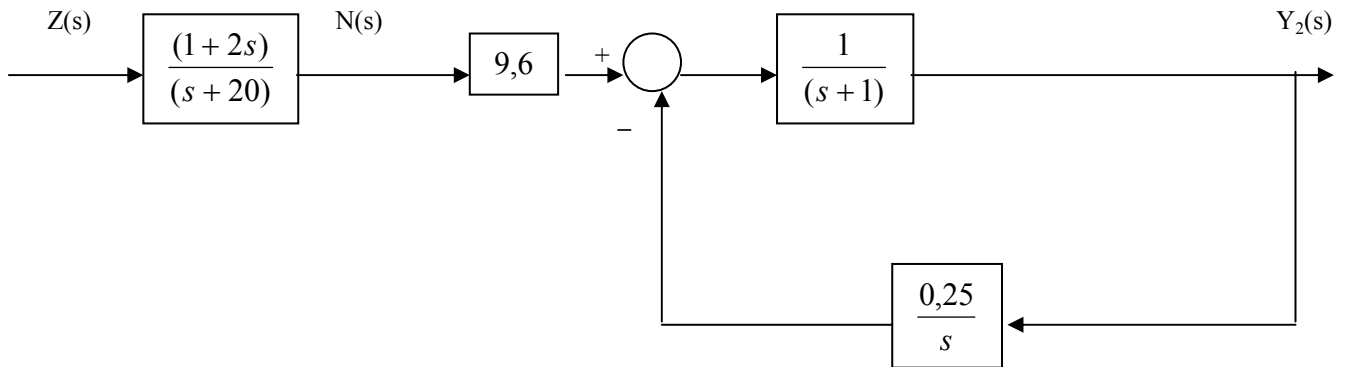 Z(s)
(1+2s)
(s+20)
N(s)
9,6
+
−
1
(s+1)
Y₂(s)
0,25
s